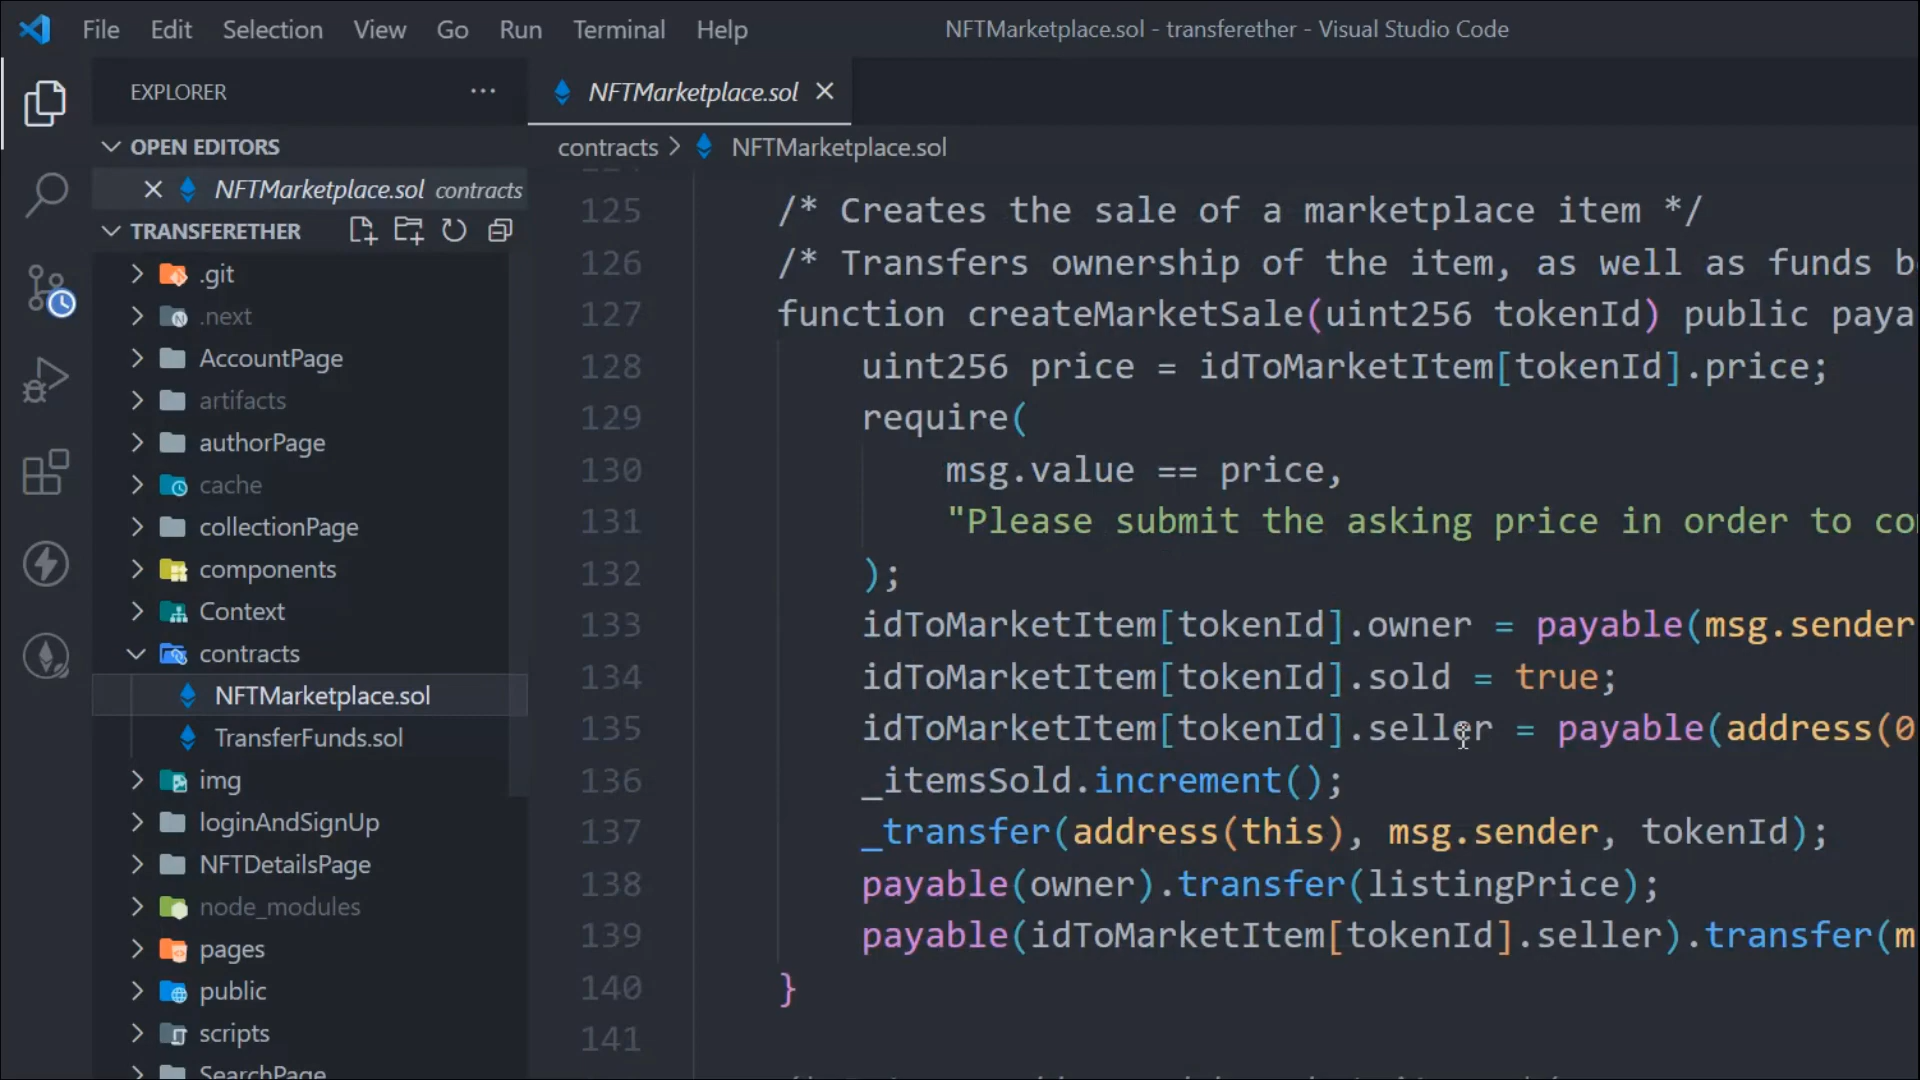 File Edit Selection View Go Run Terminal Help
NFTMarketplace.sol - transferether - Visual Studio Code
EXPLORER
OPEN EDITORS
NFTMarketplace.sol contracts
TRANSFERETHER
.git
.next
AccountPage
artifacts
authorPage
cache
collectionPage
components
Context
contracts
NFTMarketplace.sol
TransferFunds.sol
img
loginAndSignUp
NFTDetailsPage
node_modules
pages
public
scripts
SearchPage
NFTMarketplace.sol
contracts > NFTMarketplace.sol
125 /* Creates the sale of a marketplace item */
126 /* Transfers ownership of the item, as well as funds b
127 function createMarketSale(uint256 tokenId) public paya
128 uint256 price = idToMarketItem[tokenId].price;
129 require(
130 msg.value == price,
131 "Please submit the asking price in order to co
132 );
133 idToMarketItem[tokenId].owner = payable(msg.sender
134 idToMarketItem[tokenId].sold = true;
135 idToMarketItem[tokenId].seller = payable(address(0
136 _itemsSold.increment();
137 _transfer(address(this), msg.sender, tokenId);
138 payable(owner).transfer(listingPrice);
139 payable(idToMarketItem[tokenId].seller).transfer(m
140 }
141